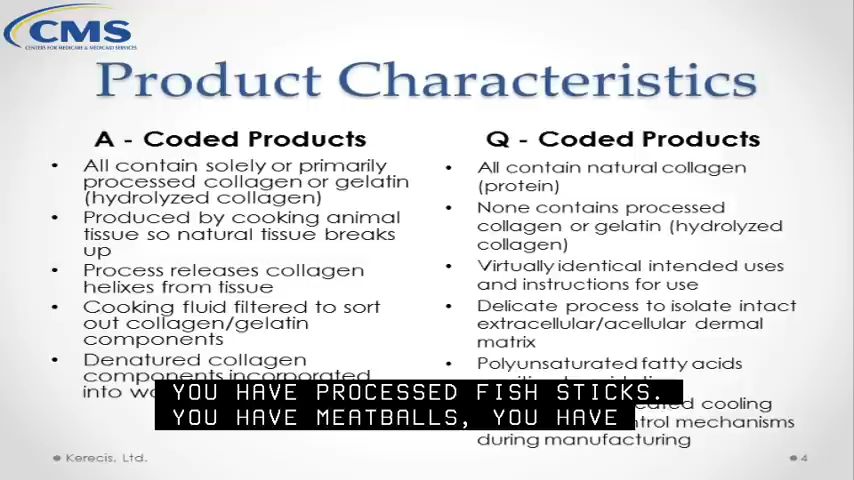 CMS
CENTERS FOR MEDICARE & MEDICAID SERVICES
Product Characteristics
A - Coded Products
• All contain solely or primarily
processed collagen or gelatin
(hydrolyzed collagen)
• Produced by cooking animal
tissue so natural tissue breaks
up
• Process releases collagen
helixes from tissue
• Cooking fluid filtered to sort
out collagen/gelatin
components
• Denatured collagen
components incorporated
into
Q - Coded Products
• All contain natural collagen
(protein)
• None contains processed
collagen or gelatin (hydrolyzed
collagen)
• Virtually identical intended uses
and instructions for use
• Delicate process to isolate intact
extracellular/acellular dermal
matrix
• Polyunsaturated fatty acids
cooling
mechanisms
during manufacturing
YOU HAVE PROCESSED FISH STICKS.
YOU HAVE MEATBALLS, YOU HAVE
Kerecis, Ltd.
4